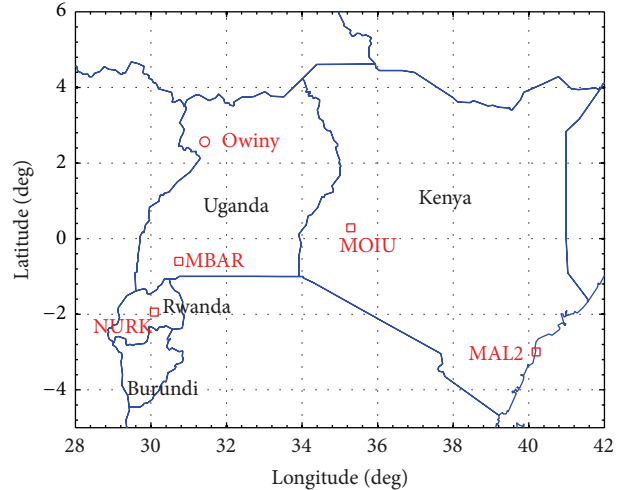 6
4
2
0
−2
−4
Latitude (deg)
Owiny
Uganda
Kenya
MOIU
MBAR
Rwanda
NURK
MAL2
Burundi
28 30 32 34 36 38 40 42
Longitude (deg)